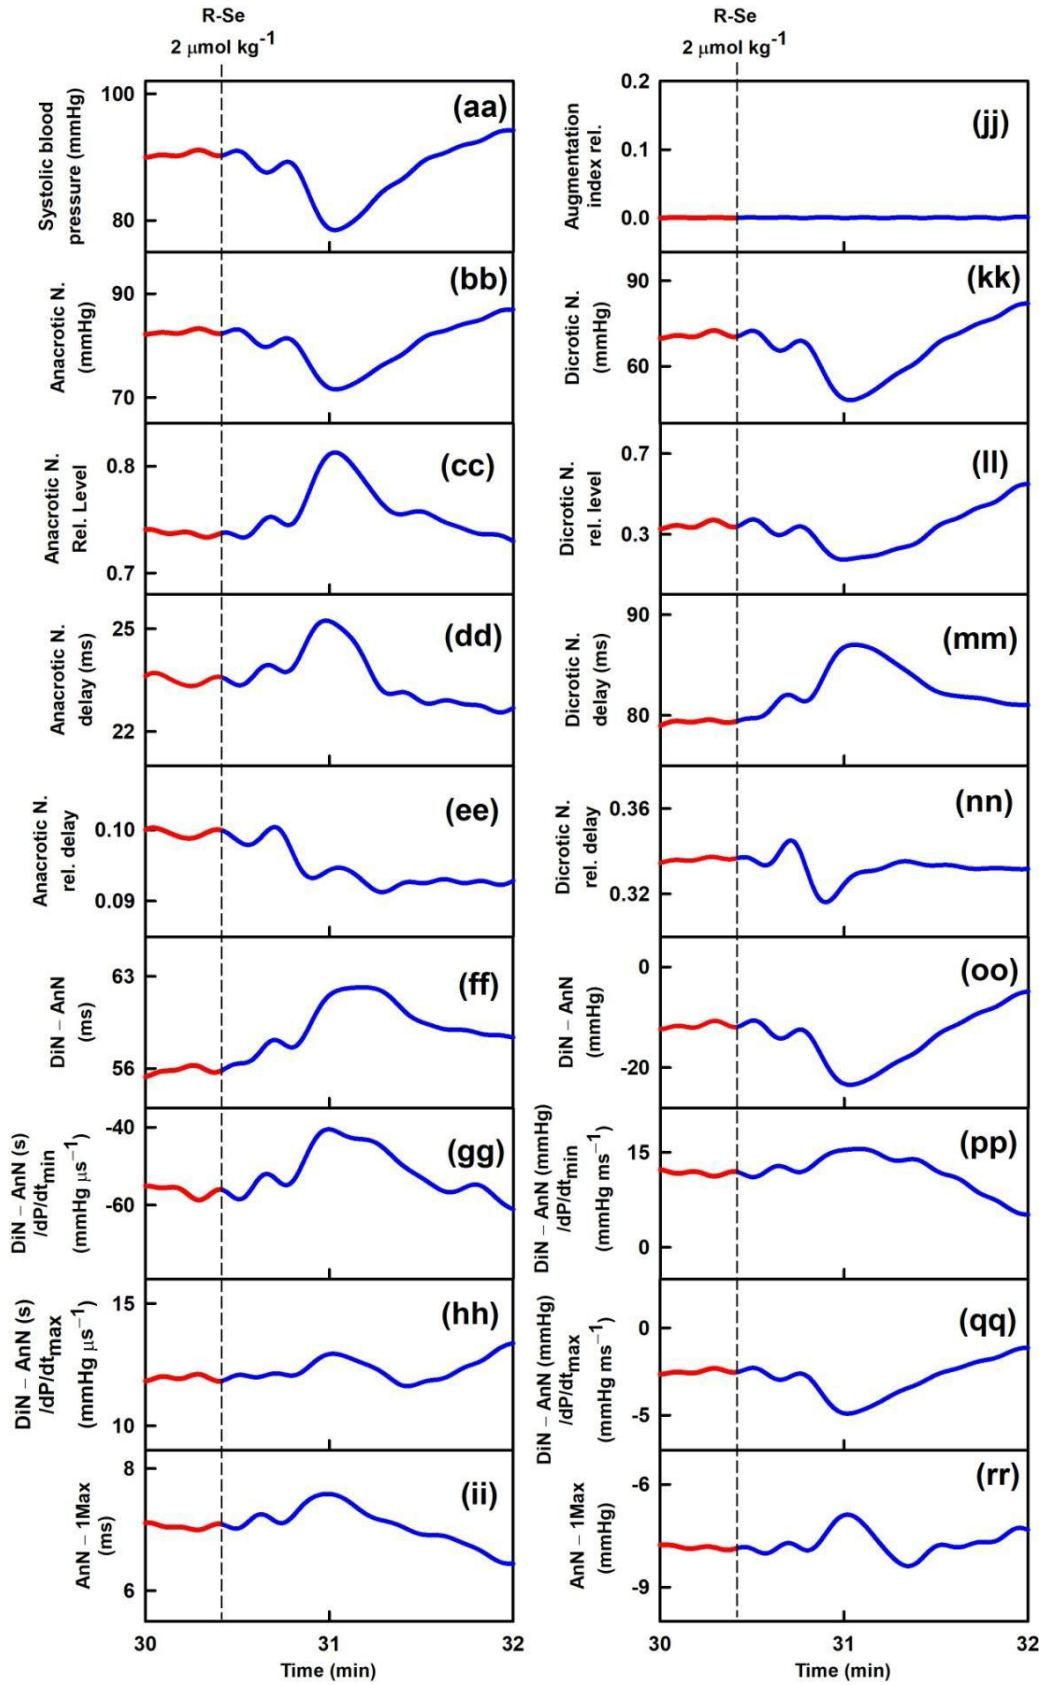 R-Se
2 μmol kg⁻¹
R-Se
2 μmol kg⁻¹
Systolic blood
pressure (mmHg)
100
80
(aa)
Anacrotic N.
(mmHg)
90
70
(bb)
Anacrotic N.
Rel. Level
0.8
0.7
(cc)
Anacrotic N.
delay (ms)
25
22
(dd)
Anacrotic N.
rel. delay
0.10
0.09
(ee)
DiN – AnN
(ms)
63
56
(ff)
DiN – AnN (s)
/dP/dt_min
(mmHg μs⁻¹)
-40
-60
(gg)
DiN – AnN (s)
/dP/dt_max
(mmHg μs⁻¹)
15
10
(hh)
AnN – 1Max
(ms)
8
6
(ii)
30
31
32
Time (min)
Augmentation
index rel.
0.2
0.1
0.0
(jj)
Dicrotic N.
(mmHg)
90
60
(kk)
Dicrotic N.
rel. level
0.7
0.3
(ll)
Dicrotic N.
delay (ms)
90
80
(mm)
Dicrotic N.
rel. delay
0.36
0.32
(nn)
DiN – AnN
(mmHg)
0
-20
(oo)
DiN – AnN (mmHg)
/dP/dt_min
(mmHg ms⁻¹)
15
0
(pp)
DiN – AnN (mmHg)
/dP/dt_max
(mmHg ms⁻¹)
0
-5
(qq)
AnN – 1Max
(mmHg)
-6
-9
(rr)
30
31
32
Time (min)